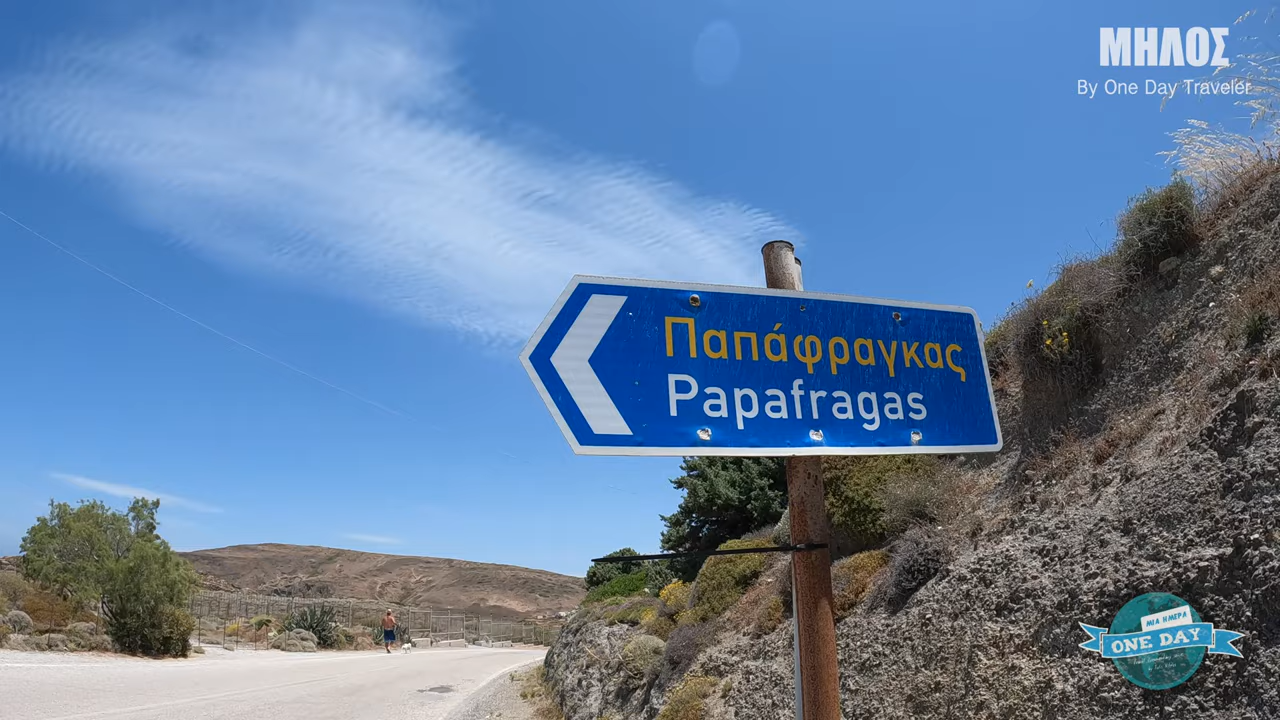 ΜΗΛΟΣ
By One Day Traveler
Παπάφραγκας
Papafragas
ΜΙΑ ΗΜΕΡΑ
ONE DAY